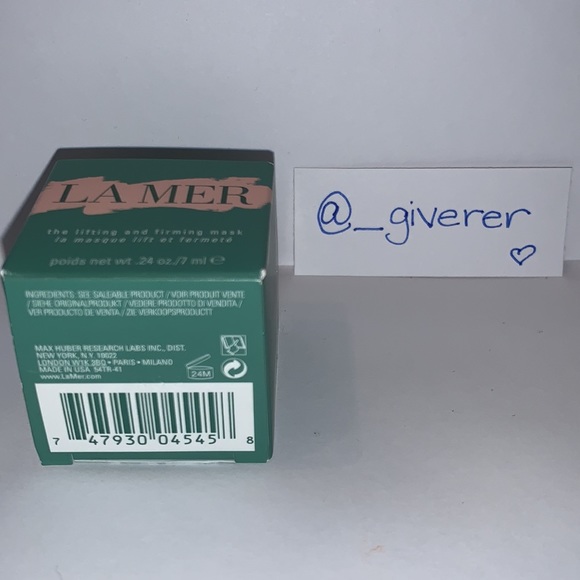 LA MER
the lifting and firming mask
la masque lift et fermeté
poids net wt .24 oz./7 ml ℮
INGREDIENTS: SEE SALEABLE PRODUCT / VOIR PRODUIT VENTE
/ SIEHE ORIGINALPRODUKT / VEDERE PRODOTTO DI VENDITA /
VER PRODUCTO DE VENTA / ZIE VERKOOPSPRODUCTT
MAX HUBER RESEARCH LABS INC., DIST.
NEW YORK, N.Y. 10022
LONDON W1K 3BQ • PARIS • MILANO
MADE IN USA 54TR-41
www.LaMer.com
24M
7 47930 04545 8
@_giverer
♡